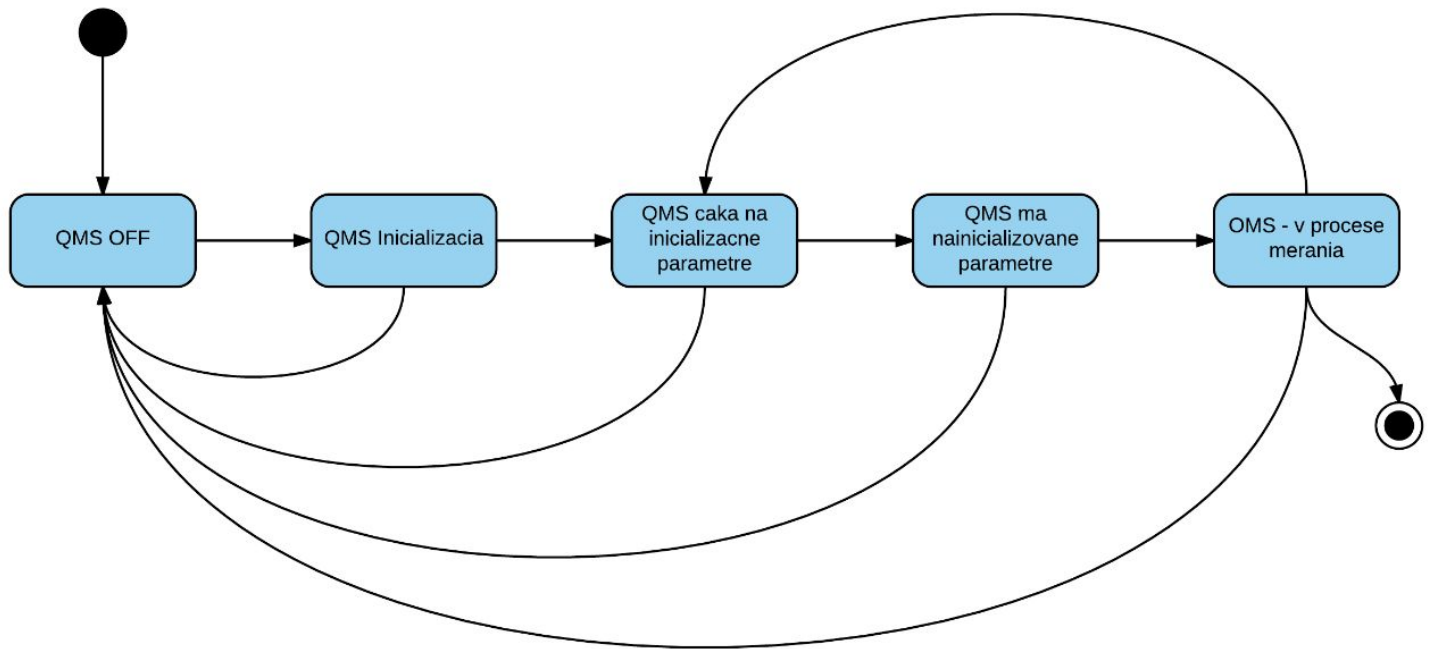 QMS OFF
QMS Inicializacia
QMS caka na
inicializacne
parametre
QMS ma
nainicializovane
parametre
OMS - v procese
merania